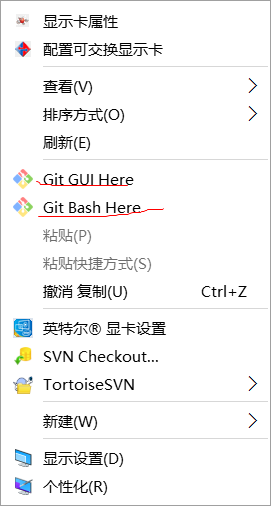 显示卡属性
配置可交换显示卡
查看(V)
排序方式(O)
刷新(E)
Git GUI Here
Git Bash Here
粘贴(P)
粘贴快捷方式(S)
撤消 复制(U) Ctrl+Z
英特尔® 显卡设置
SVN Checkout...
TortoiseSVN
新建(W)
显示设置(D)
个性化(R)